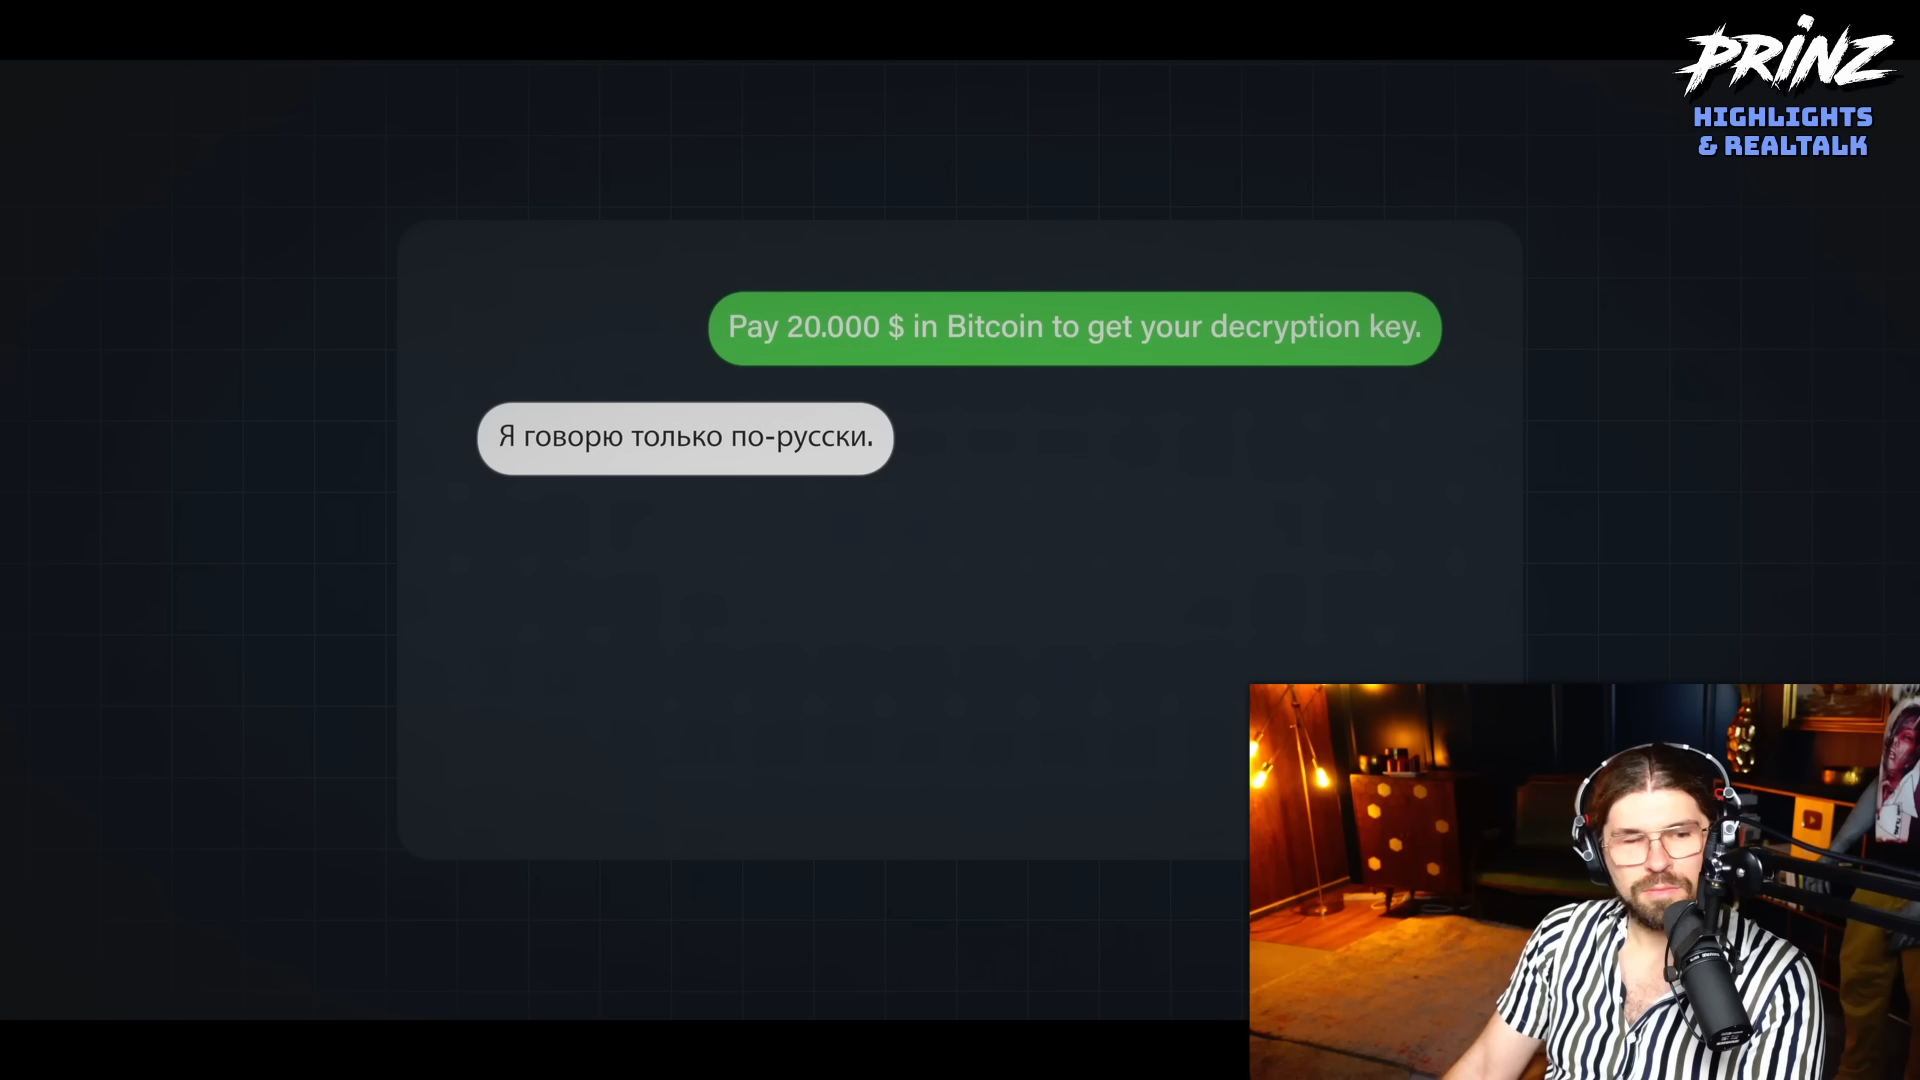 PRINZ
HIGHLIGHTS
& REALTALK
Pay 20.000 $ in Bitcoin to get your decryption key.
Я говорю только по-русски.